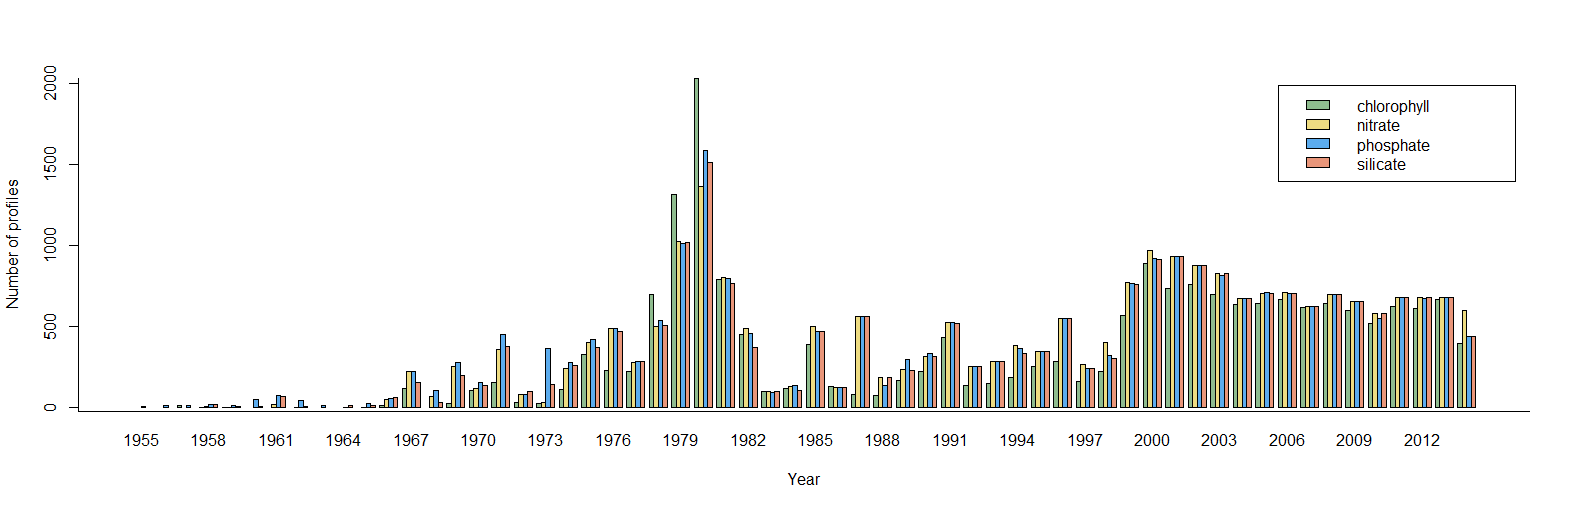 2000
1500
1000
500
0
Number of profiles
chlorophyll
nitrate
phosphate
silicate
1955 1958 1961 1964 1967 1970 1973 1976 1979 1982 1985 1988 1991 1994 1997 2000 2003 2006 2009 2012
Year